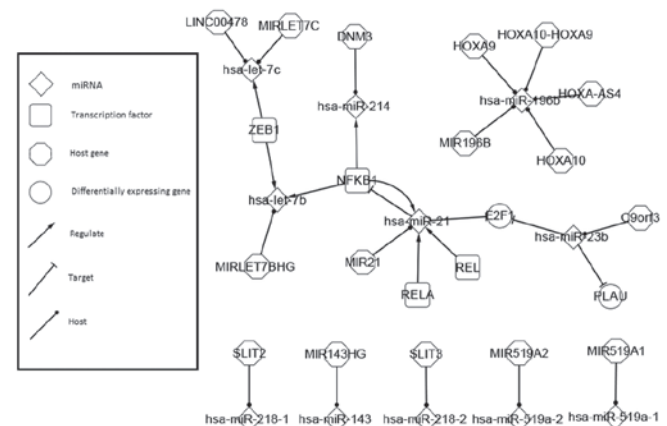 miRNA
Transcription factor
Host gene
Differentially expressing gene
Regulate
Target
Host
LINC00478
MIRLET7C
hsa-let-7c
ZEB1
hsa-let-7b
MIRLET7BHG
DNM3
hsa-miR-214
NFKB1
hsa-miR-21
MIR21
RELA
REL
HOXA9
HOXA10-HOXA9
hsa-miR-196b
HOXA-AS4
MIR196B
HOXA10
E2F1
hsa-miR-23b
C9orf3
PLAU
SLIT2
MIR143HG
SLIT3
MIR519A2
MIR519A1
hsa-miR-218-1
hsa-miR-143
hsa-miR-218-2
hsa-miR-519a-2
hsa-miR-519a-1